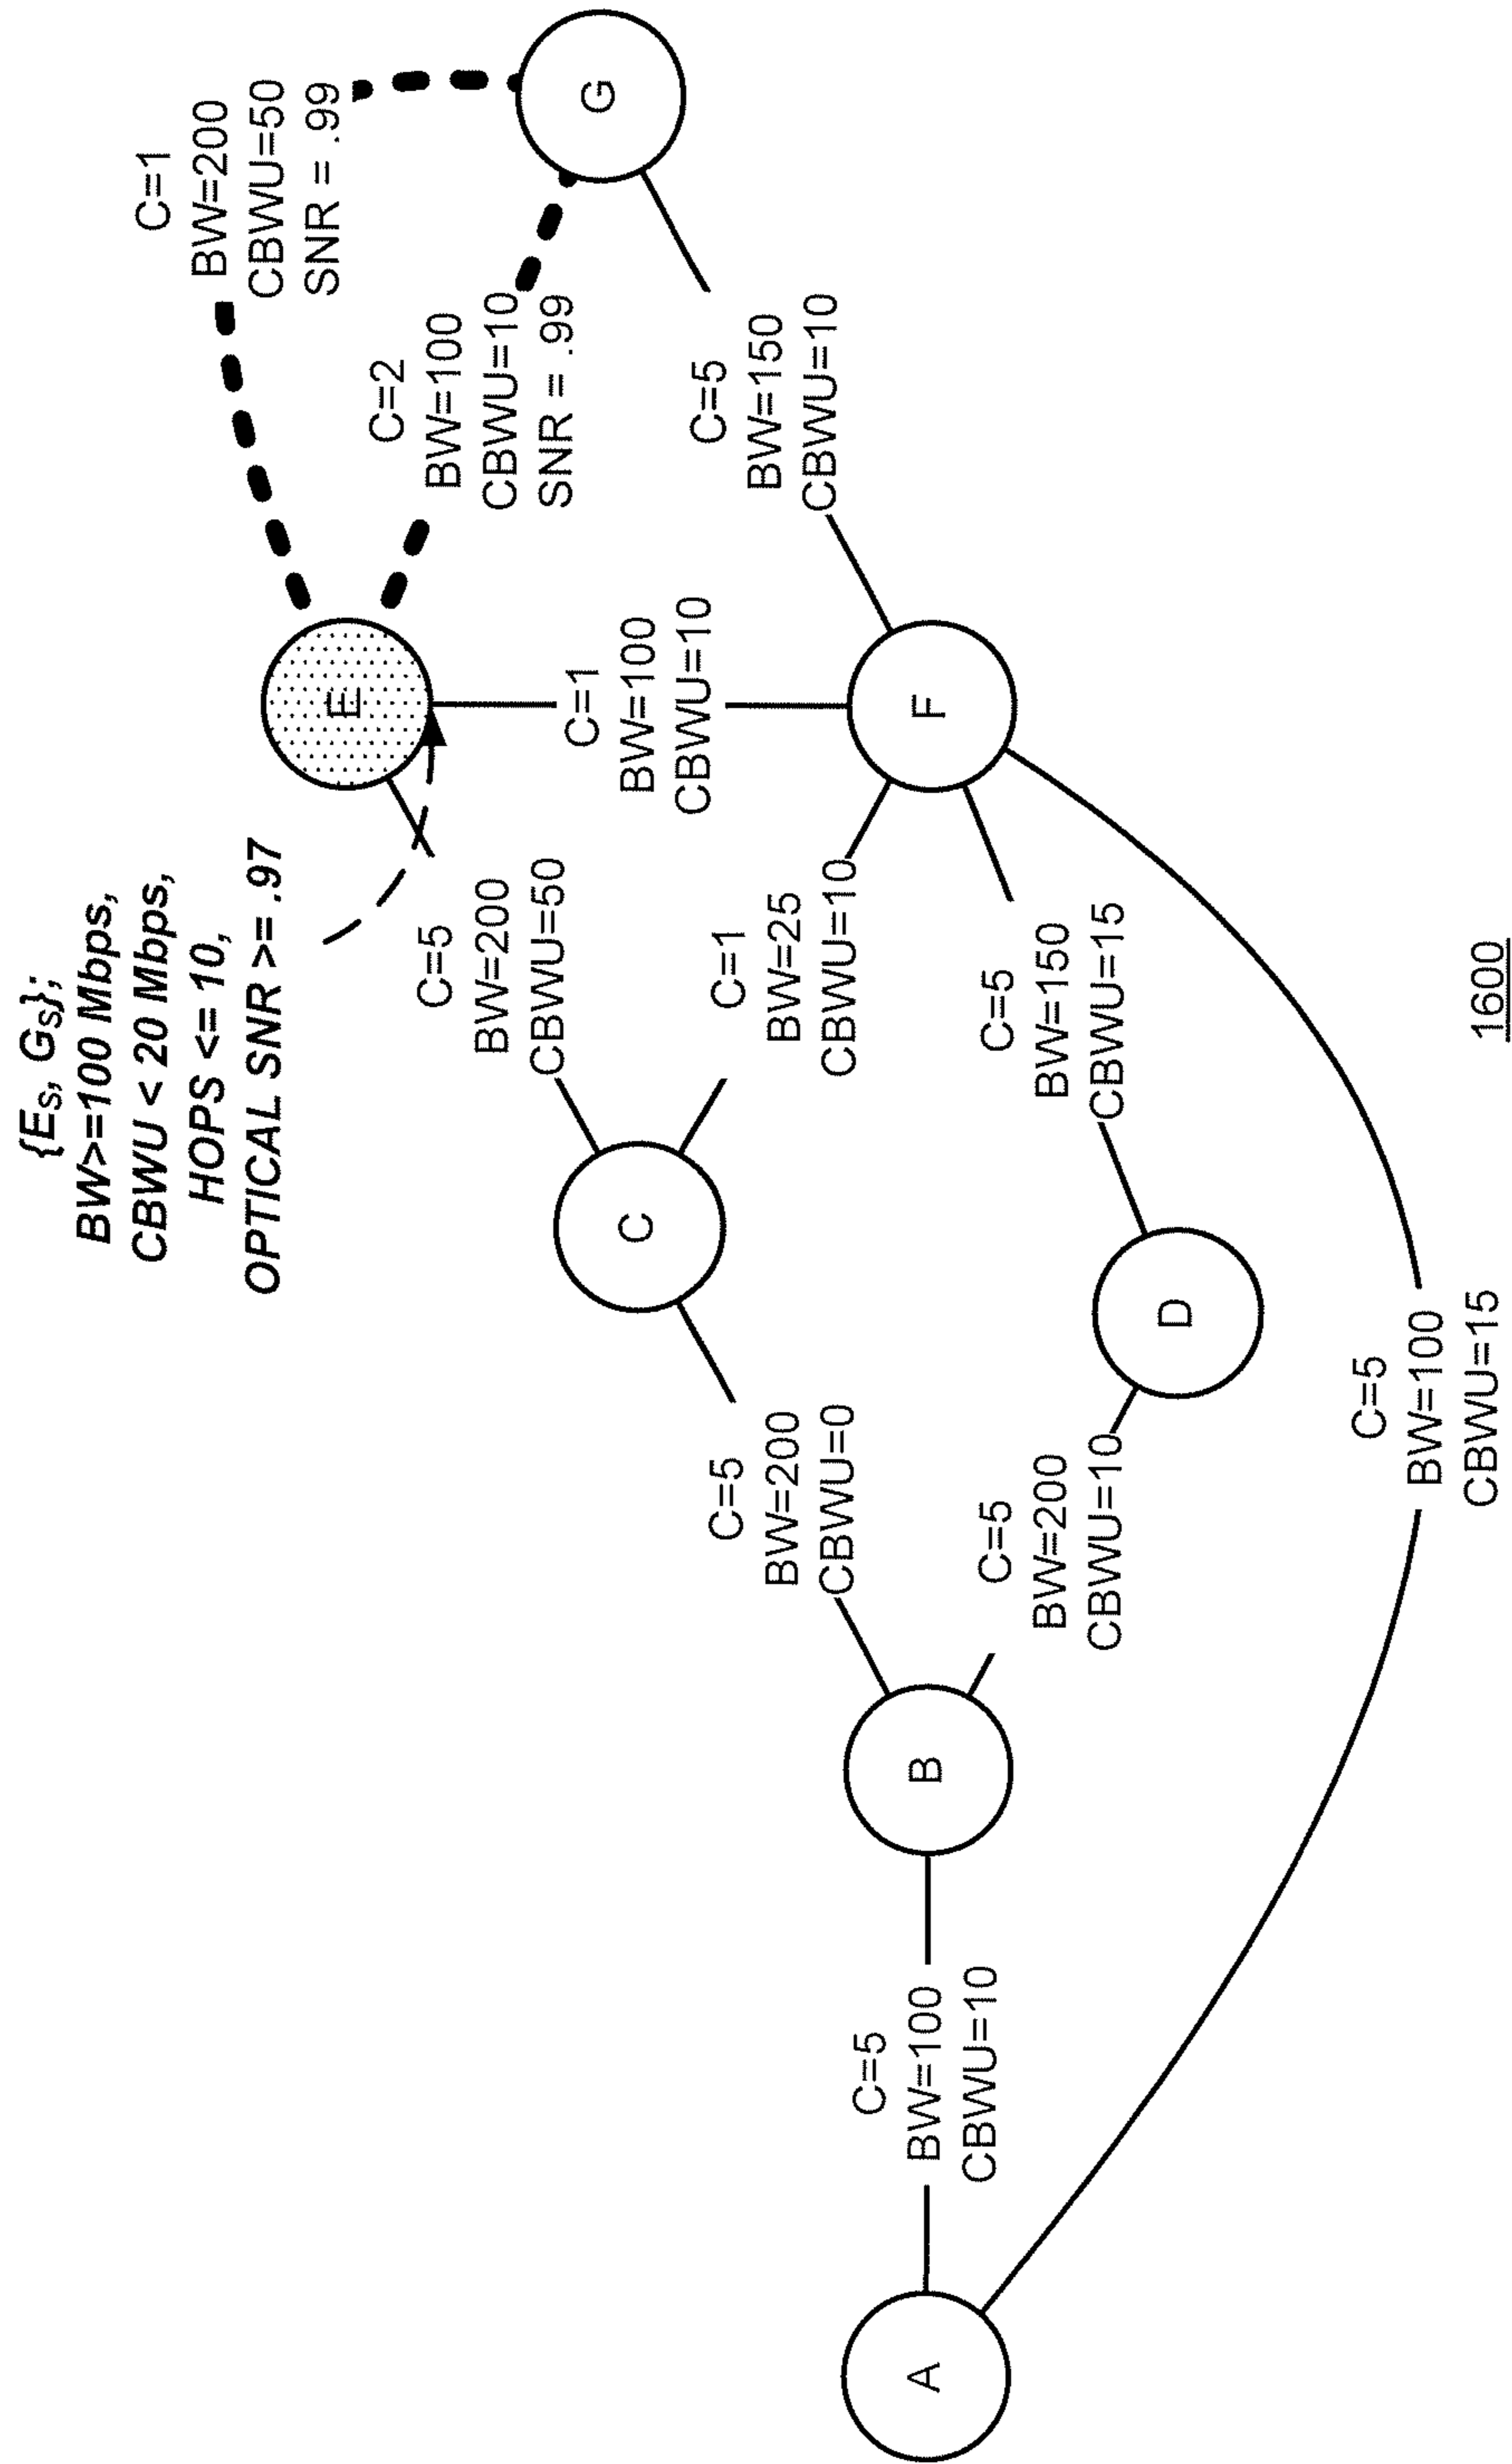 {ES, GS};
BW>=100 Mbps,
CBWU < 20 Mbps,
HOPS <= 10,
OPTICAL SNR >= .97
C=1
BW=200
CBWU=50
SNR = .99
E
C=2
BW=100
CBWU=10
SNR = .99
G
C=5
BW=200
CBWU=50
C=1
BW=100
CBWU=10
C=5
BW=150
CBWU=10
C
C=5
BW=200
CBWU=0
C=1
BW=25
CBWU=10
A
C=5
BW=100
CBWU=10
B
F
C=5
BW=200
CBWU=10
D
C=5
BW=150
CBWU=15
C=5
BW=100
CBWU=15
1600